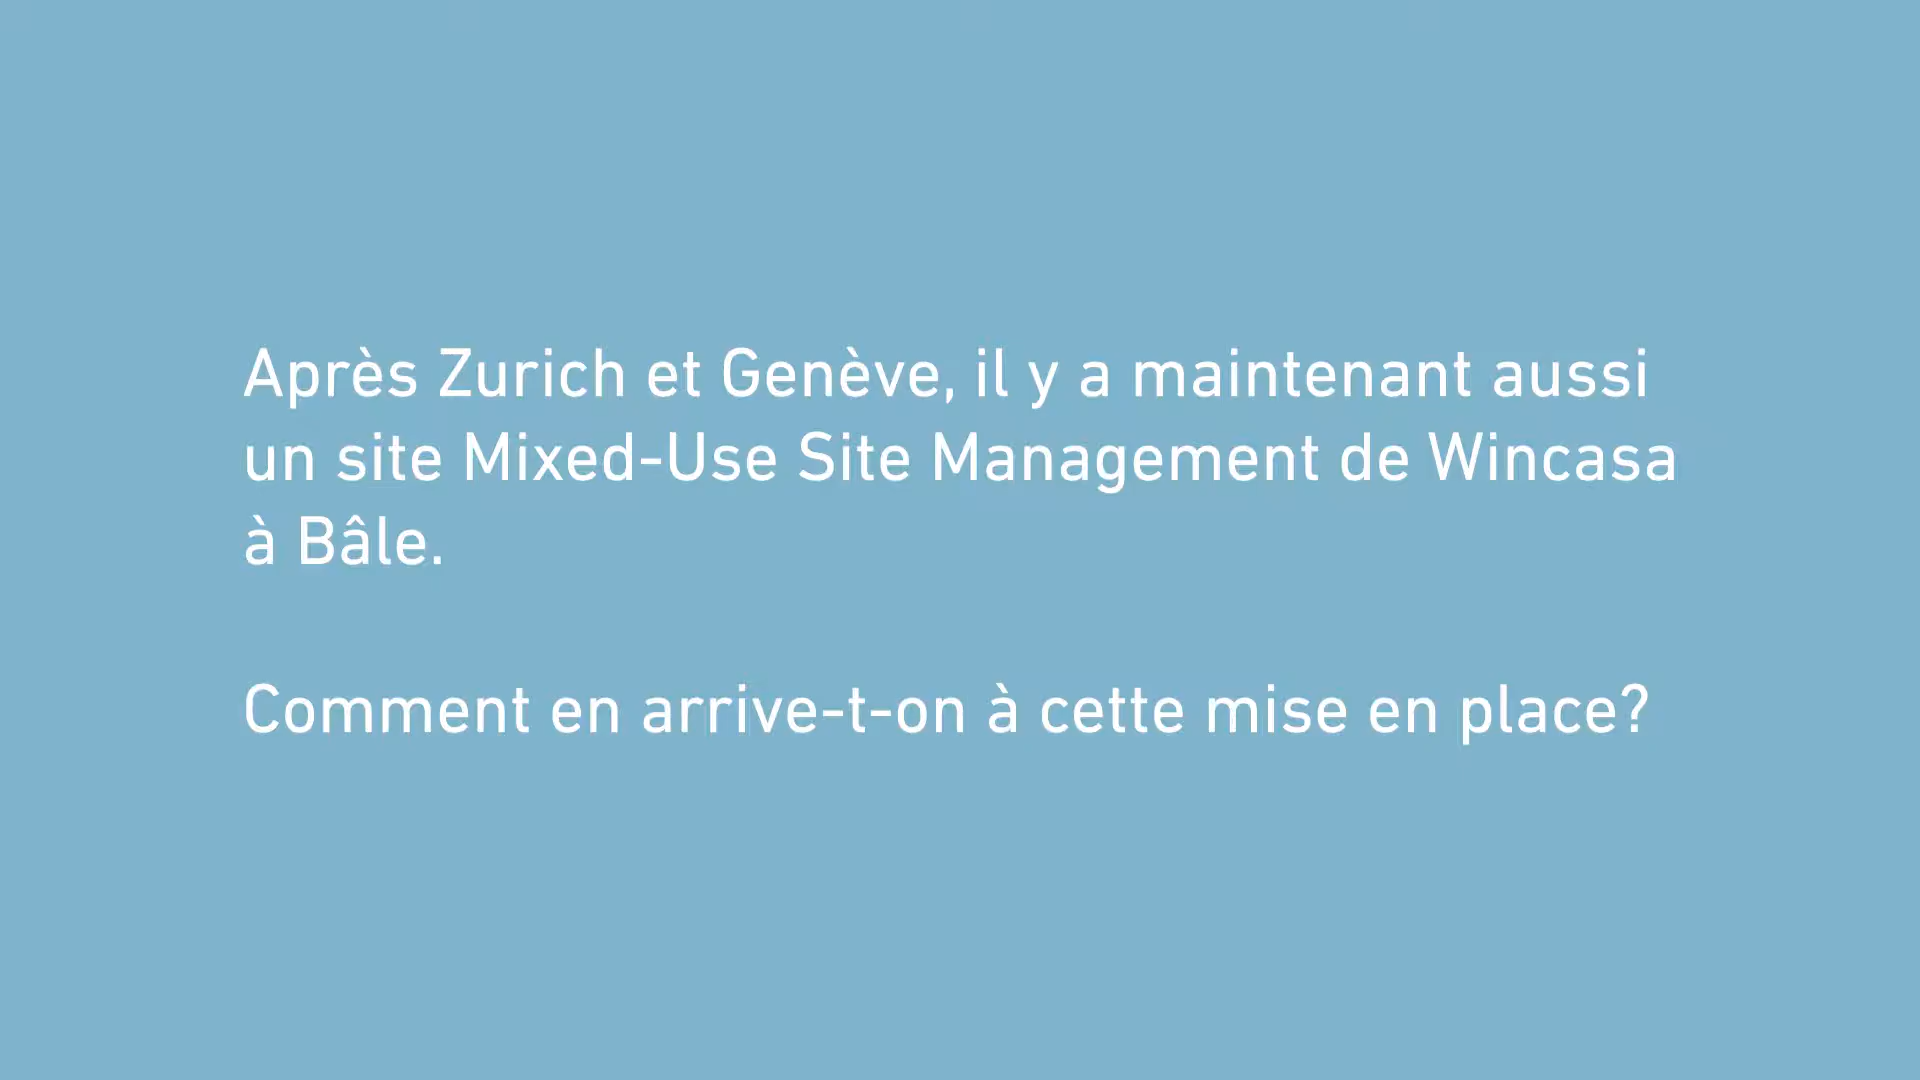 Après Zurich et Genève, il y a maintenant aussi
un site Mixed-Use Site Management de Wincasa
à Bâle.
Comment en arrive-t-on à cette mise en place?